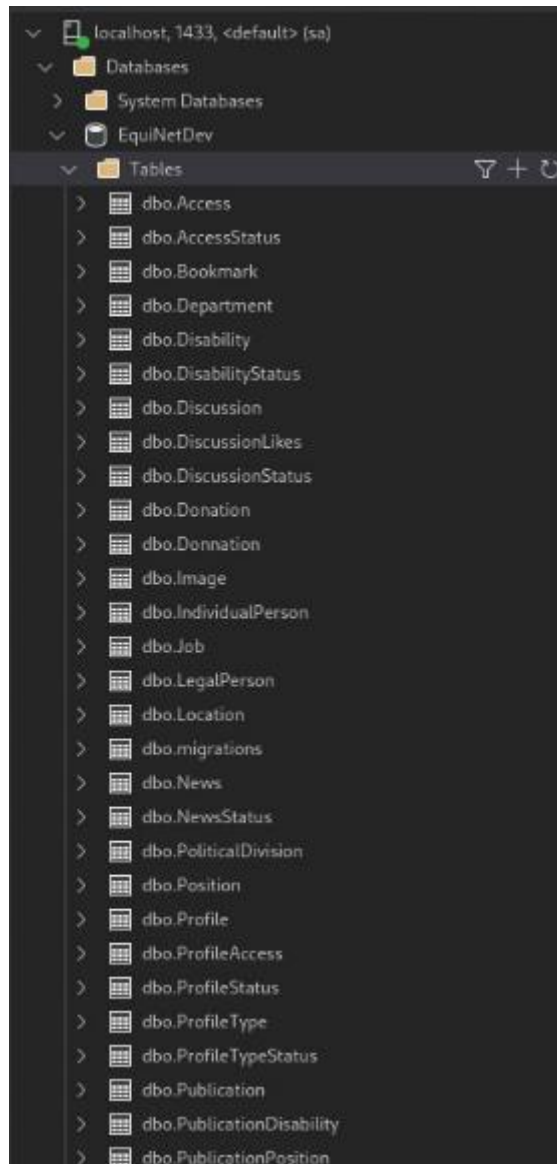 localhost, 1433, <default> (sa)
Databases
System Databases
EquiNetDev
Tables
dbo.Access
dbo.AccessStatus
dbo.Bookmark
dbo.Department
dbo.Disability
dbo.DisabilityStatus
dbo.Discussion
dbo.DiscussionLikes
dbo.DiscussionStatus
dbo.Donation
dbo.Donnation
dbo.Image
dbo.IndividualPerson
dbo.Job
dbo.LegalPerson
dbo.Location
dbo.migrations
dbo.News
dbo.NewsStatus
dbo.PoliticalDivision
dbo.Position
dbo.Profile
dbo.ProfileAccess
dbo.ProfileStatus
dbo.ProfileType
dbo.ProfileTypeStatus
dbo.Publication
dbo.PublicationDisability
dbo.PublicationPosition